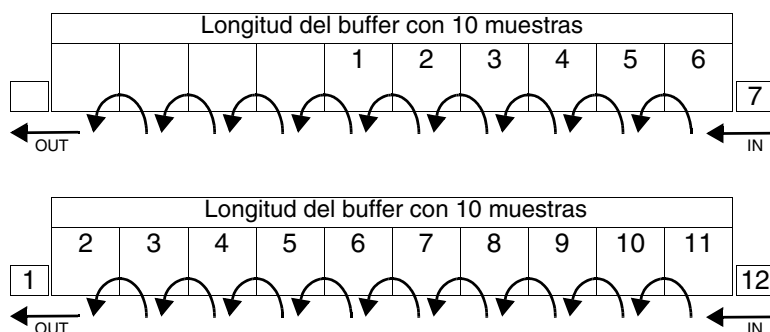 Longitud del buffer con 10 muestras
1 2 3 4 5 6
7
OUT IN
Longitud del buffer con 10 muestras
2 3 4 5 6 7 8 9 10 11
1 12
OUT IN